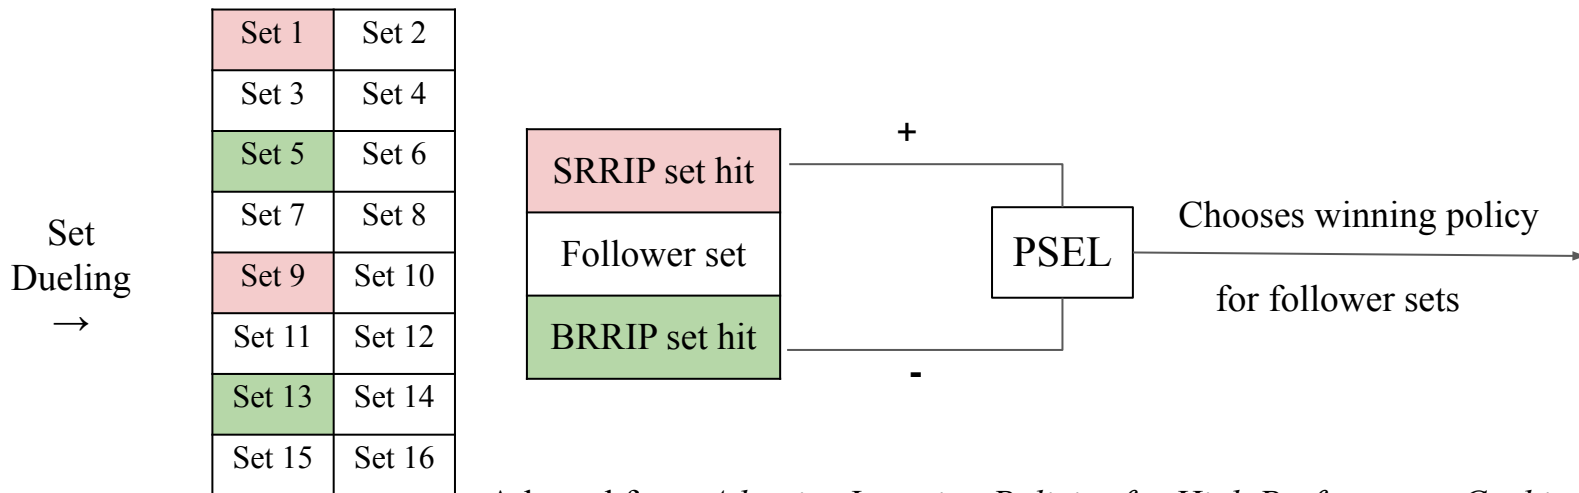 Set Dueling
→
Set 1 Set 2
Set 3 Set 4
Set 5 Set 6
Set 7 Set 8
Set 9 Set 10
Set 11 Set 12
Set 13 Set 14
Set 15 Set 16
SRRIP set hit
Follower set
BRRIP set hit
+
-
PSEL
Chooses winning policy
for follower sets